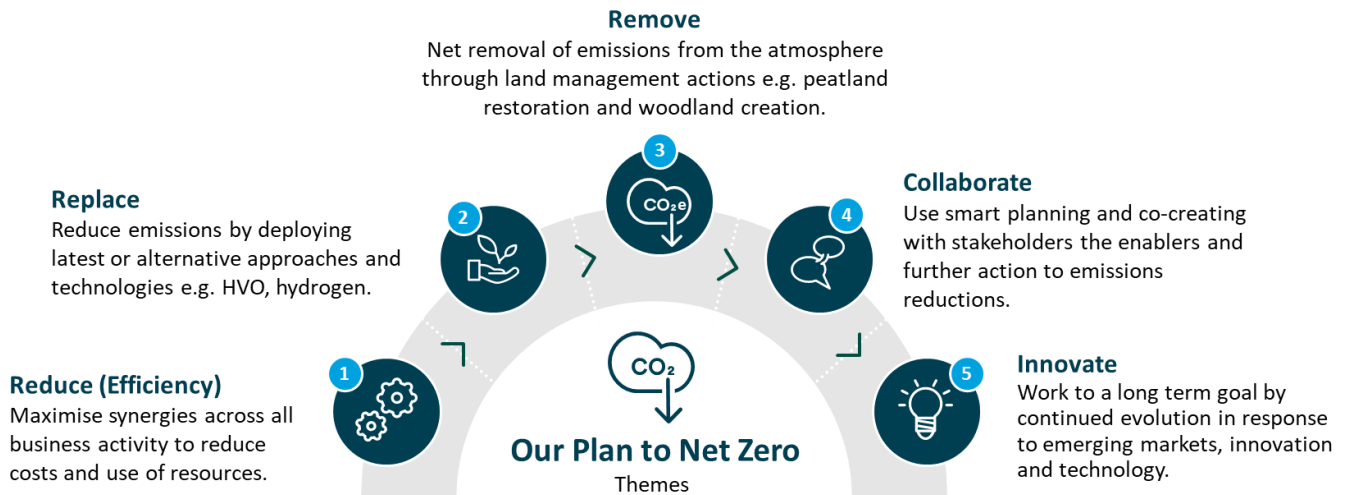 Remove
Net removal of emissions from the atmosphere
through land management actions e.g. peatland
restoration and woodland creation.
3
CO₂e
Replace
Reduce emissions by deploying
latest or alternative approaches and
technologies e.g. HVO, hydrogen.
2
4
Collaborate
Use smart planning and co-creating
with stakeholders the enablers and
further action to emissions
reductions.
Reduce (Efficiency)
Maximise synergies across all
business activity to reduce
costs and use of resources.
1
CO₂
Our Plan to Net Zero
Themes
5
Innovate
Work to a long term goal by
continued evolution in response
to emerging markets, innovation
and technology.